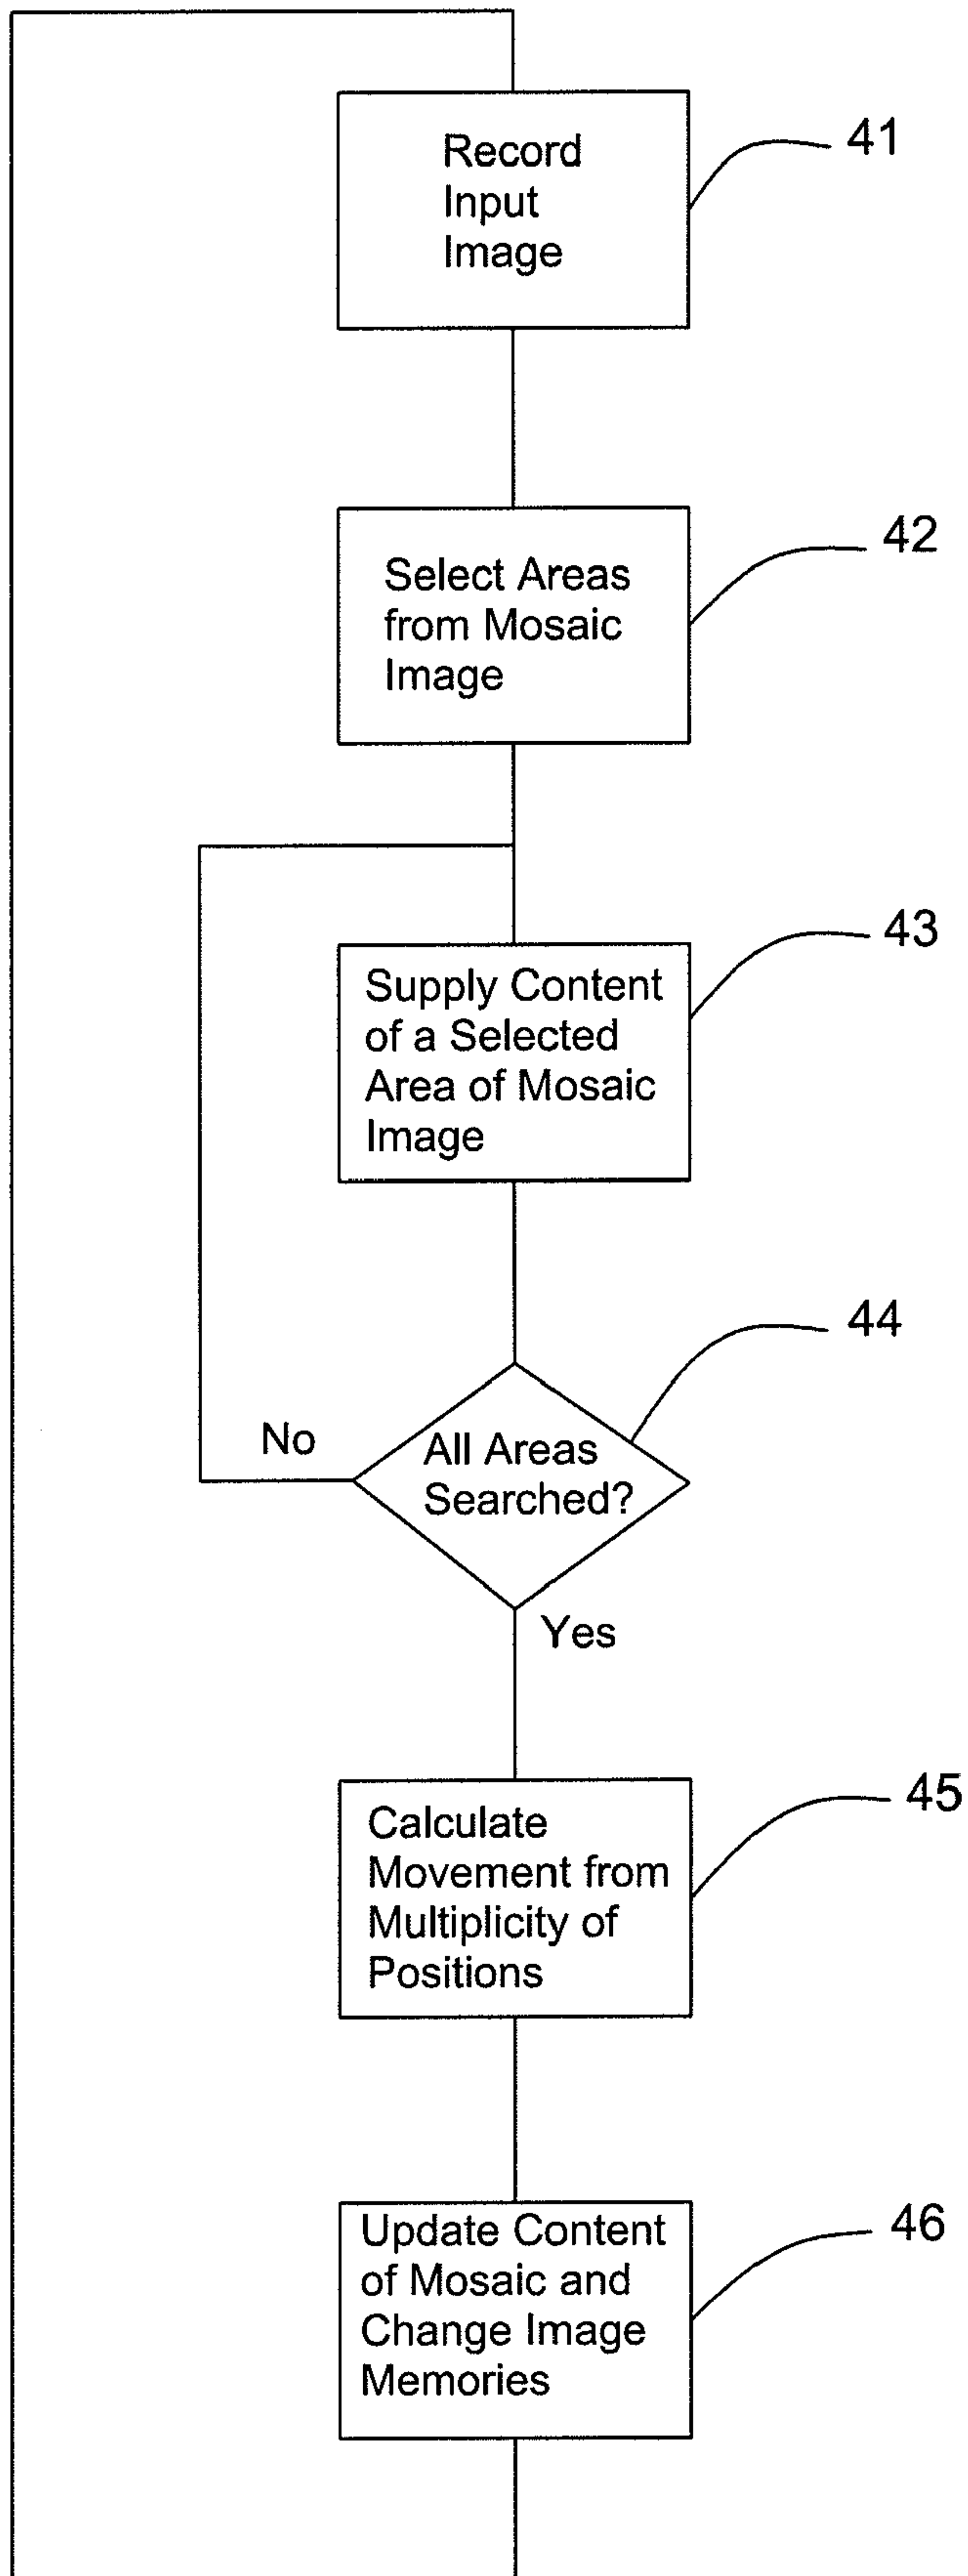 Record
Input
Image
41
Select Areas
from Mosaic
Image
42
Supply Content
of a Selected
Area of Mosaic
Image
43
All Areas
Searched?
44
No
Yes
Calculate
Movement from
Multiplicity of
Positions
45
Update Content
of Mosaic and
Change Image
Memories
46